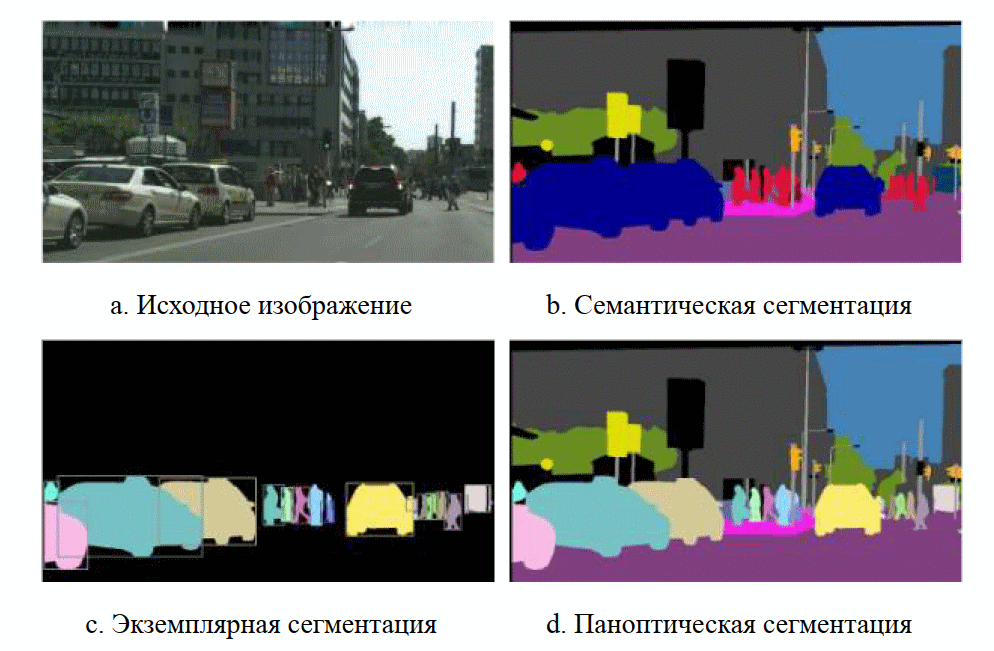 a. Исходное изображение
b. Семантическая сегментация
c. Экземплярная сегментация
d. Паноптическая сегментация